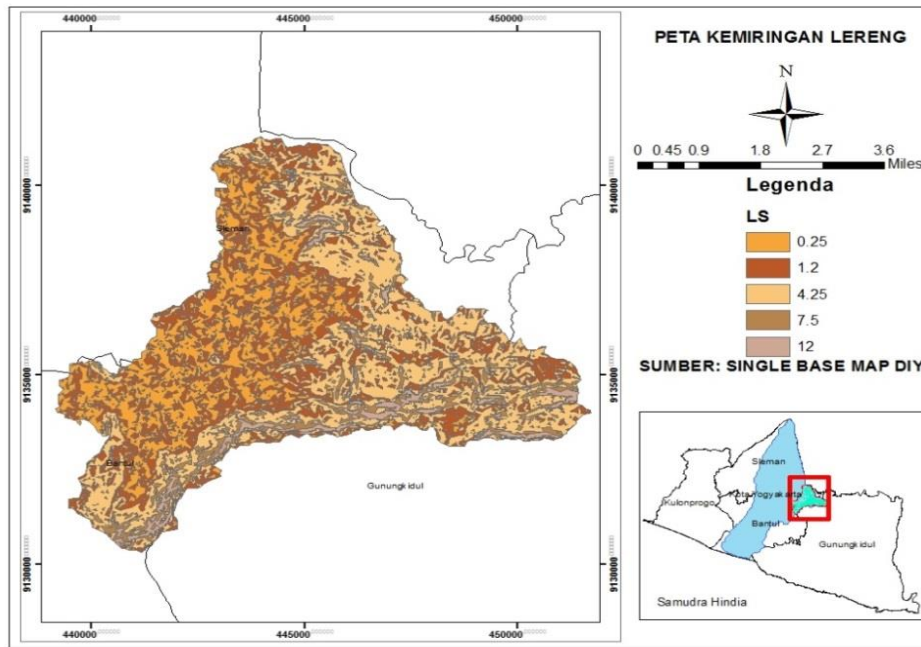 440000 445000 450000
9140000 9140000
9135000 9135000
9130000 9130000
Sleman
Bantul
Gunungkidul
440000 445000 450000
PETA KEMIRINGAN LERENG
N
0 0.45 0.9 1.8 2.7 3.6
Miles
Legenda
LS
0.25
1.2
4.25
7.5
12
SUMBER: SINGLE BASE MAP DIY
Sleman
Kulonprogo
Kota Yogyakarta
Bantul
Gunungkidul
Samudra Hindia